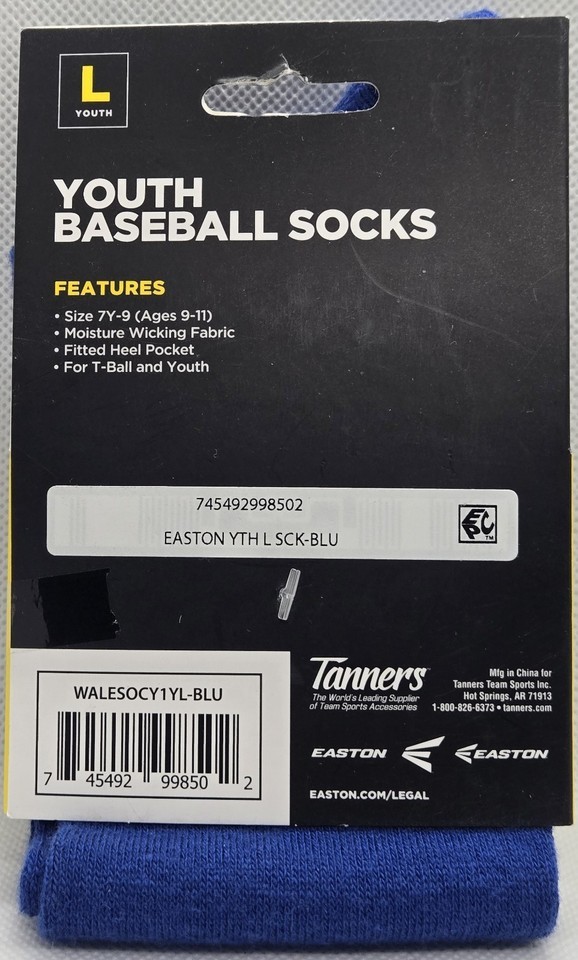 L
YOUTH
YOUTH
BASEBALL SOCKS
FEATURES
• Size 7Y-9 (Ages 9-11)
• Moisture Wicking Fabric
• Fitted Heel Pocket
• For T-Ball and Youth
745492998502
EASTON YTH L SCK-BLU
EPC™
WALESOCY1YL-BLU
7 45492 99850 2
Tanners™
The World's Leading Supplier
of Team Sports Accessories
Mfg in China for
Tanners Team Sports Inc.
Hot Springs, AR 71913
1-800-826-6373 • tanners.com
EASTON EASTON
EASTON.COM/LEGAL